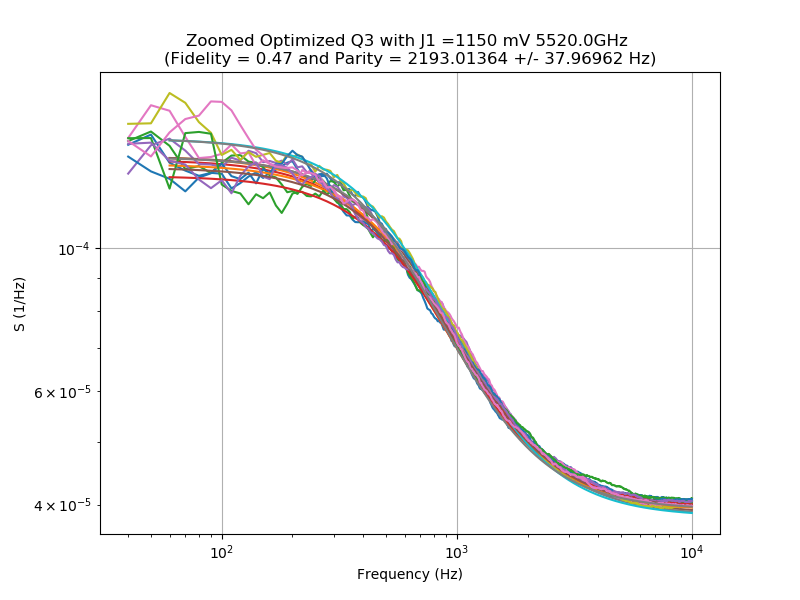 Zoomed Optimized Q3 with J1 =1150 mV 5520.0GHz
(Fidelity = 0.47 and Parity = 2193.01364 +/- 37.96962 Hz)
S (1/Hz)
10⁻⁴
6 × 10⁻⁵
4 × 10⁻⁵
10² 10³ 10⁴
Frequency (Hz)